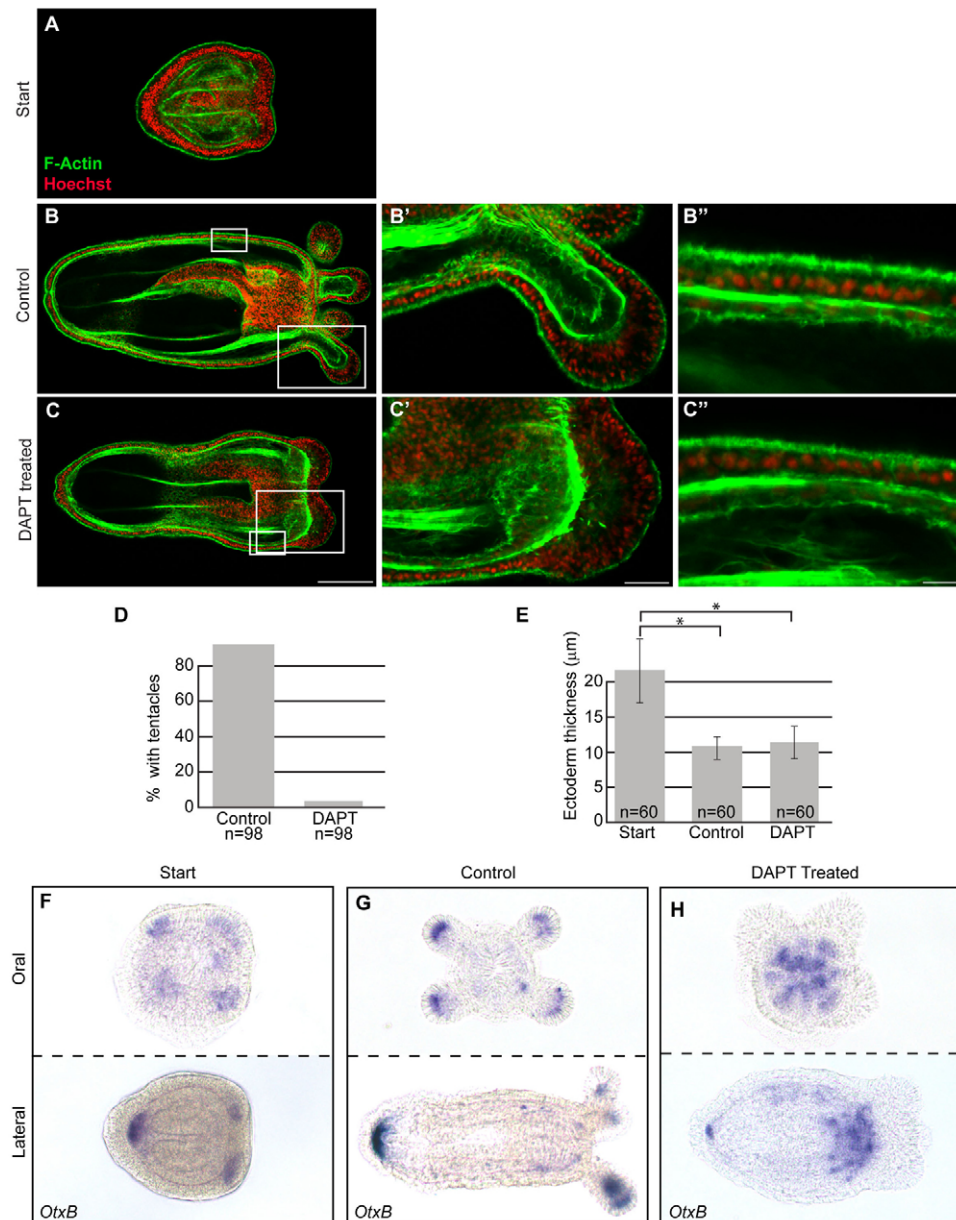 A
Start
F-Actin
Hoechst
B
B'
B"
Control
C
C'
C"
DAPT treated
D
% with tentacles
80
60
40
20
0
Control
n=98
DAPT
n=98
E
*
*
Ectoderm thickness (μm)
20
15
10
5
0
n=60
n=60
n=60
Start
Control
DAPT
Start
Control
DAPT Treated
F
G
H
Oral
Lateral
OtxB
OtxB
OtxB